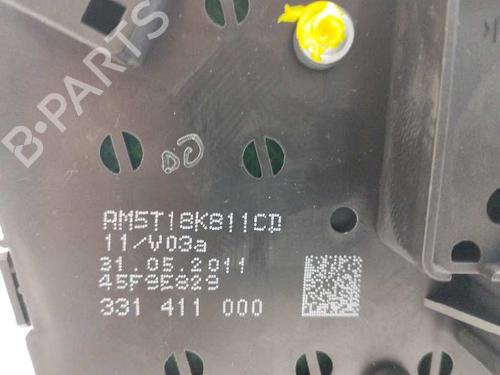 B-PARTS
AM5T18K811CD
11/V03a
31.05.2011
45F9E829
331 411 000